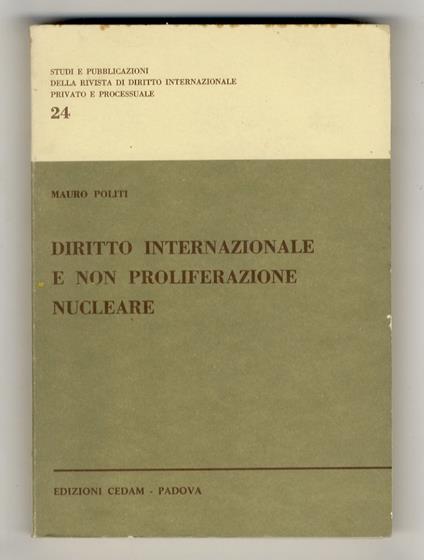 STUDI E PUBBLICAZIONI
DELLA RIVISTA DI DIRITTO INTERNAZIONALE
PRIVATO E PROCESSUALE
24
MAURO POLITI
DIRITTO INTERNAZIONALE
E NON PROLIFERAZIONE
NUCLEARE
EDIZIONI CEDAM - PADOVA